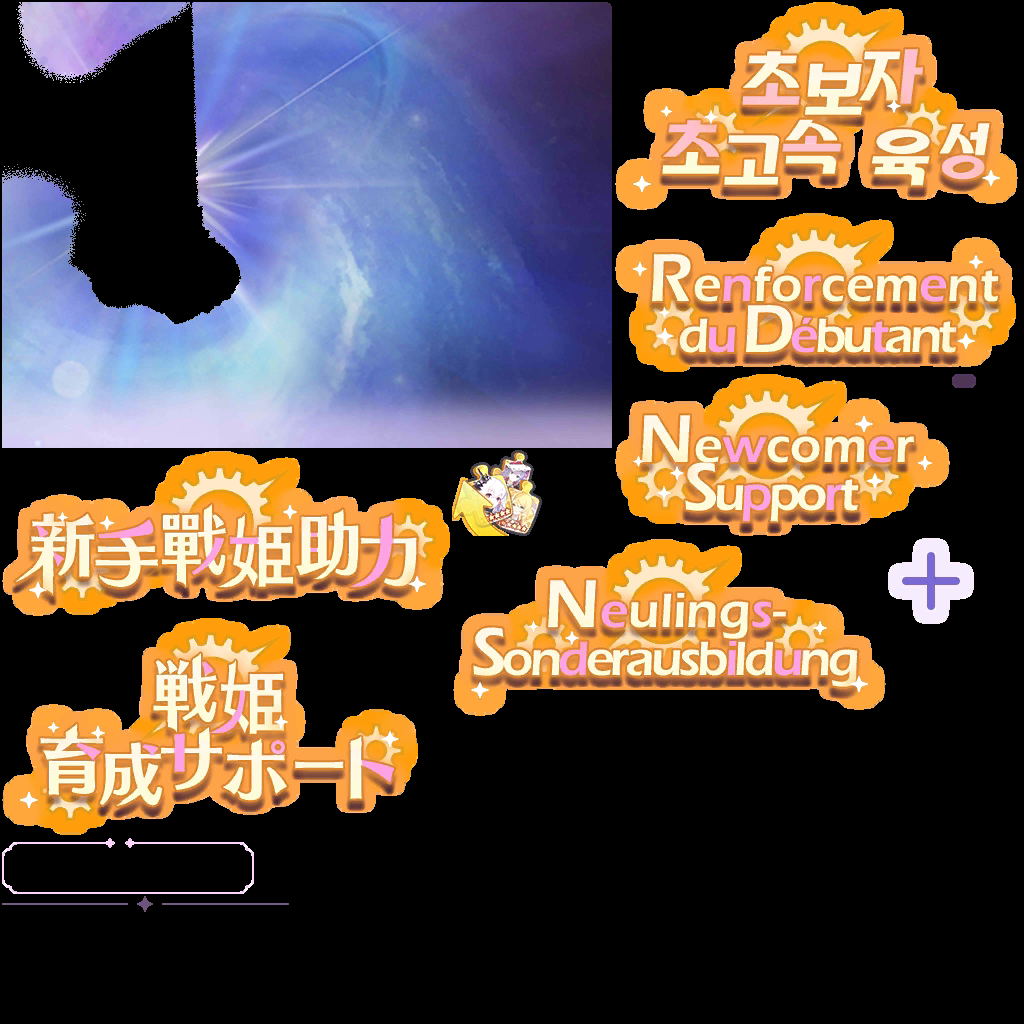 초보자
초고속 육성
Renforcement
du Débutant
Newcomer
Support
新手戰姬助力
Neulings-
Sonderausbildung
戦姫
育成サポート